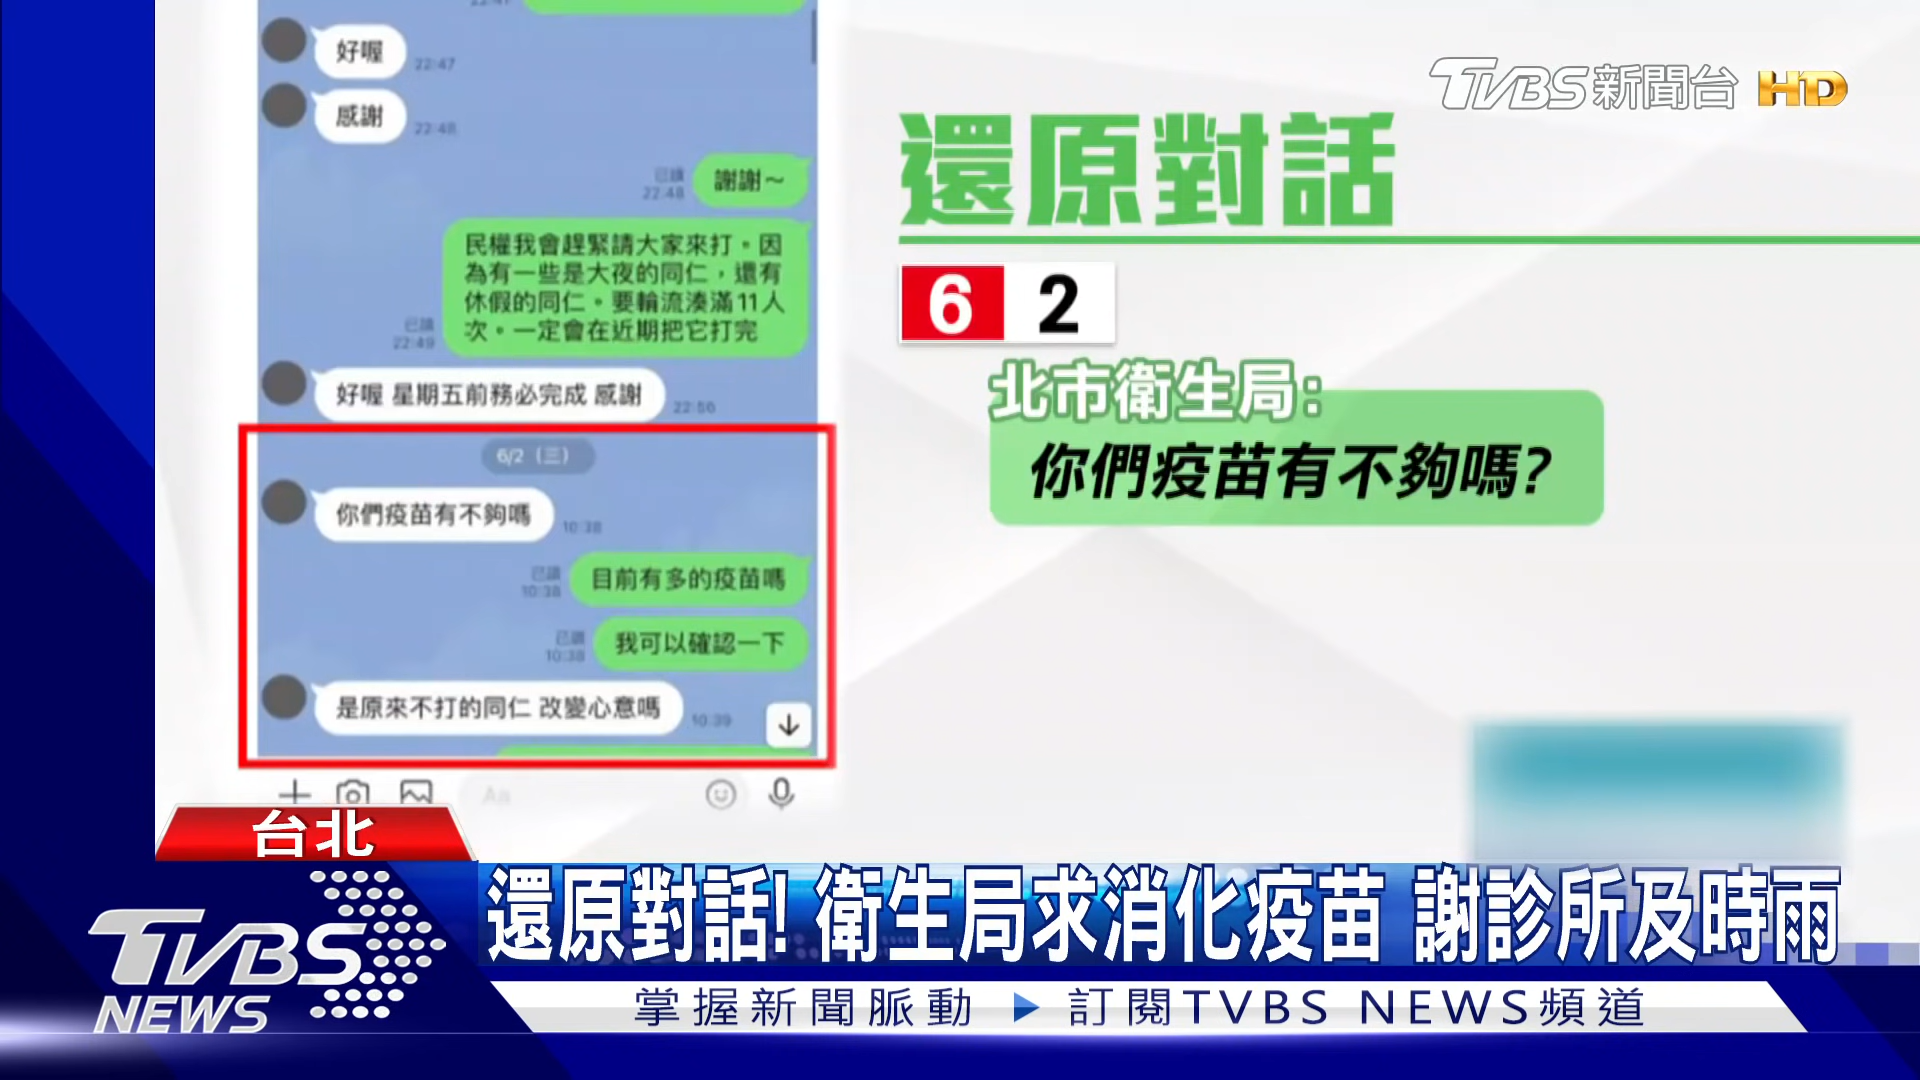 好喔
22:47
感謝
22:48
已讀
22:48
謝謝～
民權我會趕緊請大家來打。因
為有一些是大夜的同仁，還有
休假的同仁。要輪流湊滿11人
次。一定會在近期把它打完
已讀
22:49
好喔 星期五前務必完成 感謝
22:56
6/2（三）
你們疫苗有不夠嗎
10:38
目前有多的疫苗嗎
已讀
10:38
我可以確認一下
已讀
10:38
是原來不打的同仁 改變心意嗎
10:39
Aa
TVBS新聞台 HD
還原對話
6 2
北市衛生局:
你們疫苗有不夠嗎?
台北
TVBS
NEWS
還原對話! 衛生局求消化疫苗 謝診所及時雨
掌握新聞脈動 ▶ 訂閱TVBS NEWS頻道